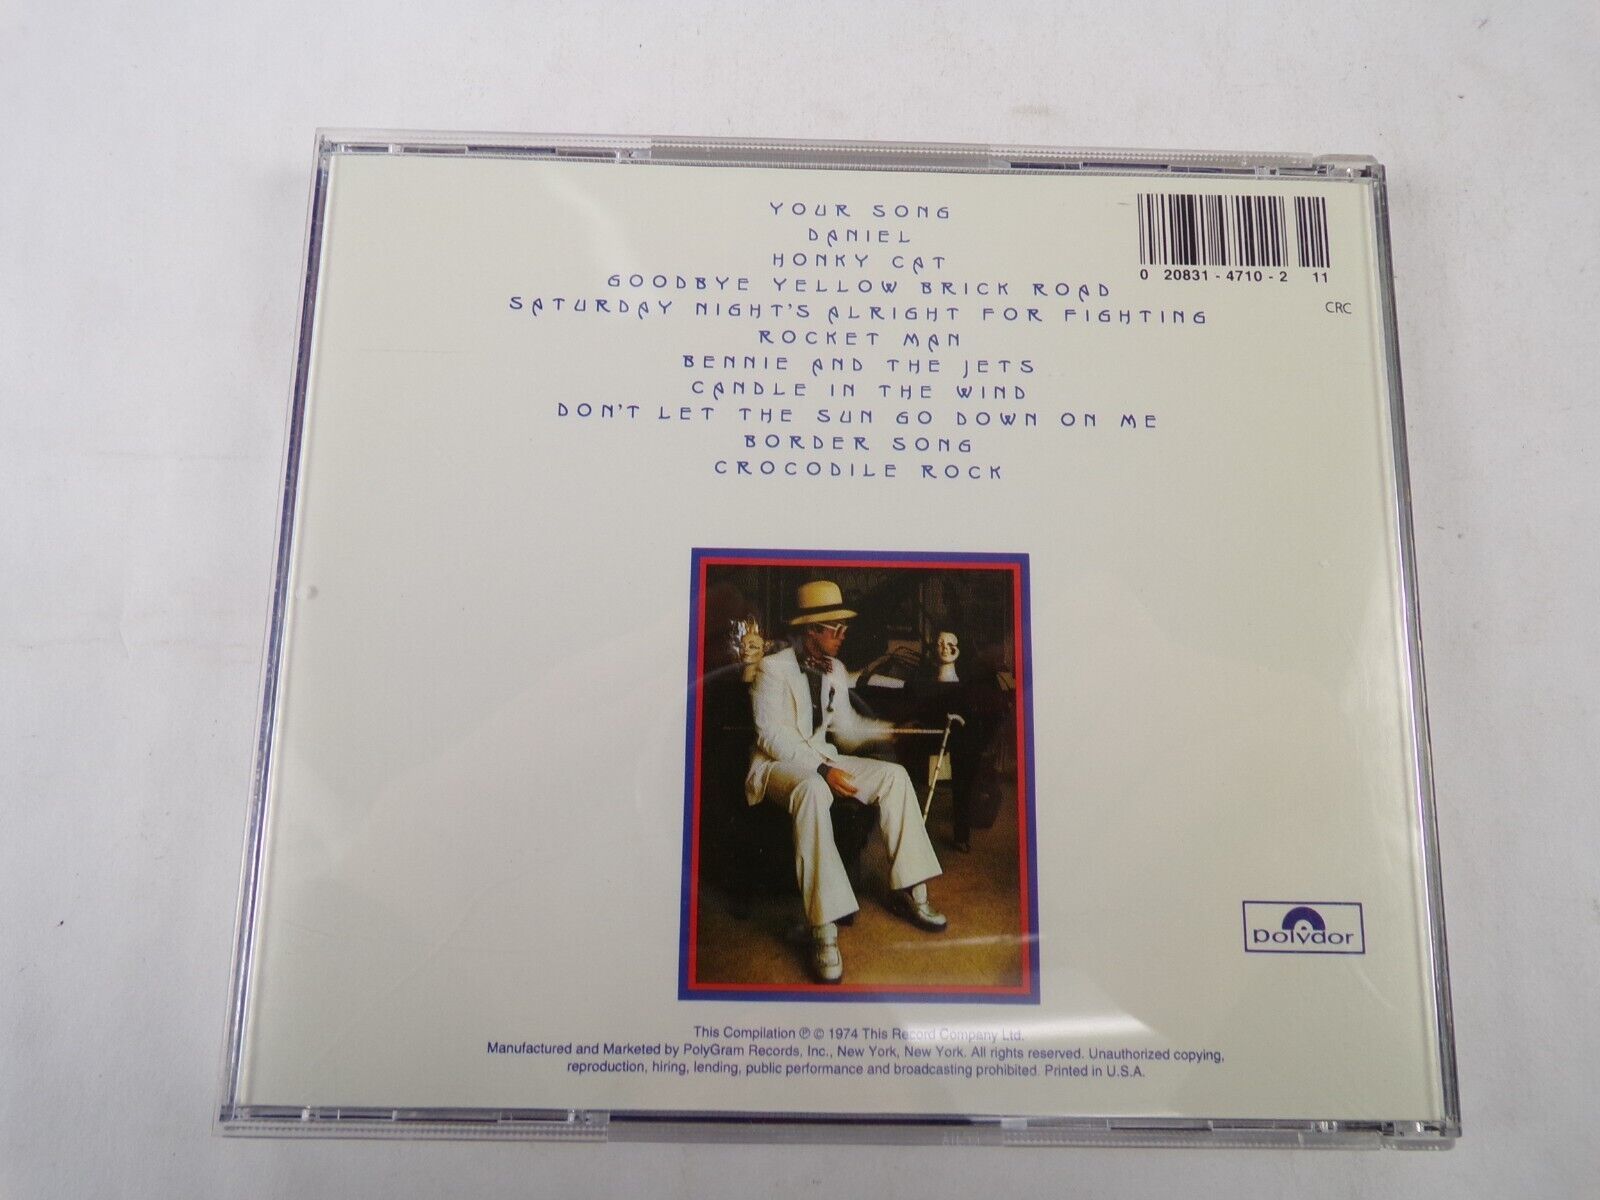 YOUR SONG
DANIEL
HONKY CAT
GOODBYE YELLOW BRICK ROAD
SATURDAY NIGHT'S ALRIGHT FOR FIGHTING
ROCKET MAN
BENNIE AND THE JETS
CANDLE IN THE WIND
DON'T LET THE SUN GO DOWN ON ME
BORDER SONG
CROCODILE ROCK
0 20831 - 4710 - 2 11
CRC
polydor
This Compilation ℗ © 1974 This Record Company Ltd.
Manufactured and Marketed by PolyGram Records, Inc., New York, New York. All rights reserved. Unauthorized copying,
reproduction, hiring, lending, public performance and broadcasting prohibited. Printed in U.S.A.